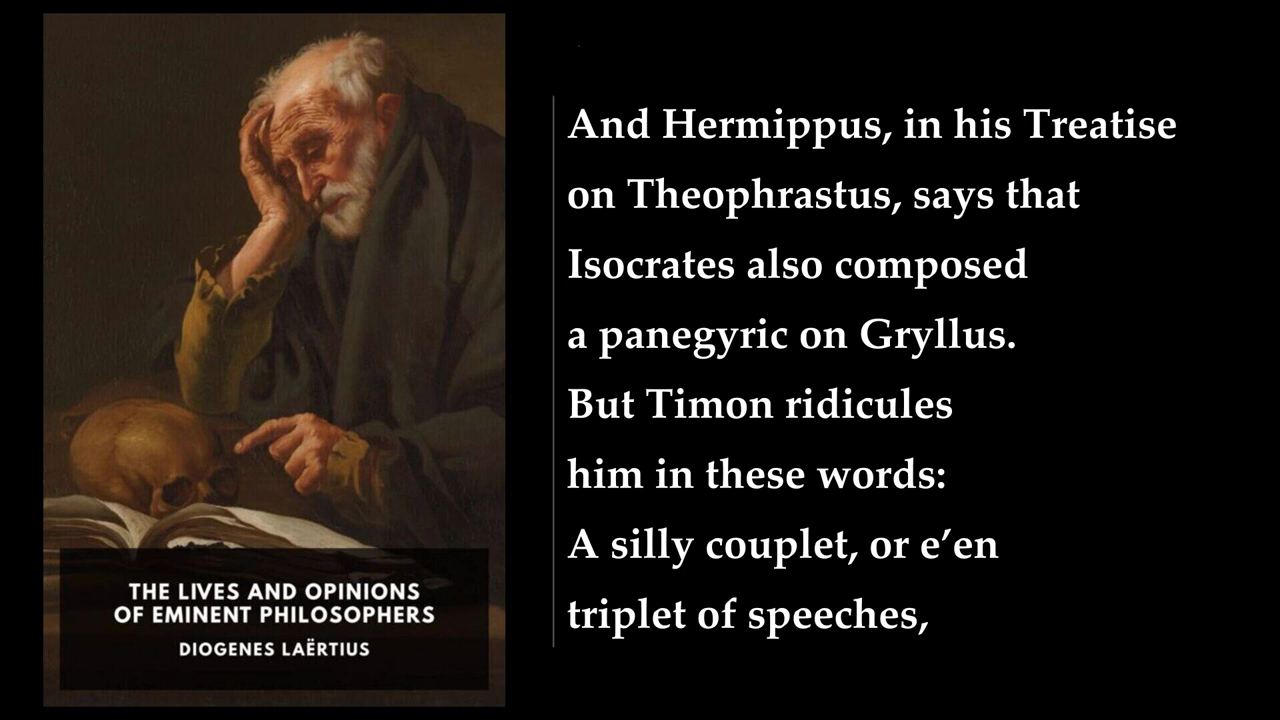 THE LIVES AND OPINIONS
OF EMINENT PHILOSOPHERS
DIOGENES LAËRTIUS
And Hermippus, in his Treatise
on Theophrastus, says that
Isocrates also composed
a panegyric on Gryllus.
But Timon ridicules
him in these words:
A silly couplet, or e’en
triplet of speeches,